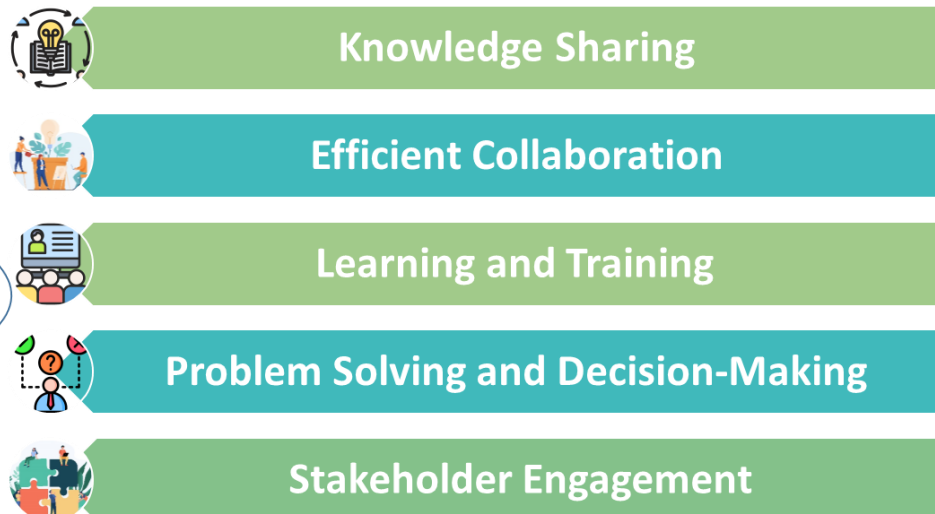 Knowledge Sharing
Efficient Collaboration
Learning and Training
Problem Solving and Decision-Making
Stakeholder Engagement